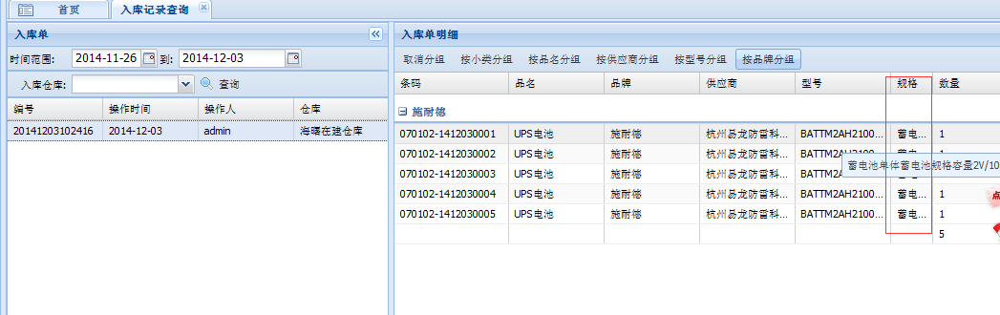 首页 入库记录查询
入库单 入库单明细
时间范围: 2014-11-26 到: 2014-12-03
取消分组 按小类分组 按品名分组 按供应商分组 按型号分组 按品牌分组
入库仓库: 查询
条码 品名 品牌 供应商 型号 规格 数量
编号 操作时间 操作人 仓库
施耐德
20141203102416 2014-12-03 admin 海曙在建仓库
070102-1412030001 UPS电池 施耐德 杭州易龙防雷科... BATTM2AH2100... 蓄电... 1
070102-1412030002 UPS电池 施耐德 杭州易龙防雷科... BATTM2AH2100... 蓄电... 1
蓄电池单体蓄电池规格容量2V/10
070102-1412030003 UPS电池 施耐德 杭州易龙防雷科... BATTM2AH2100...
070102-1412030004 UPS电池 施耐德 杭州易龙防雷科... BATTM2AH2100... 蓄电... 1
点
070102-1412030005 UPS电池 施耐德 杭州易龙防雷科... BATTM2AH2100... 蓄电... 1
5